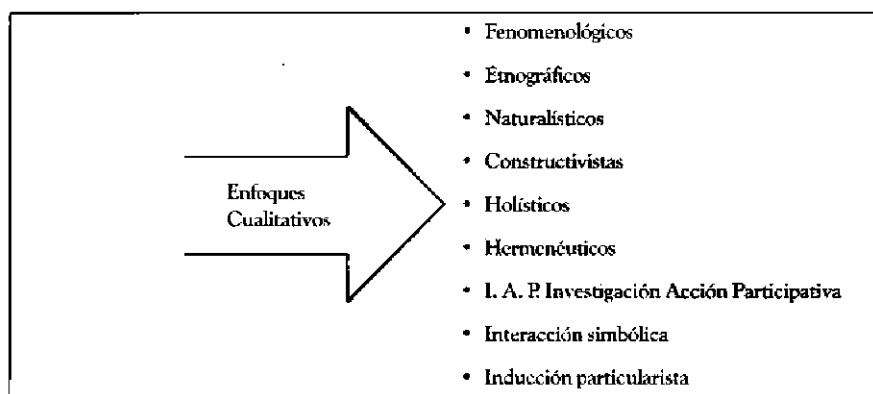 Enfoques
Cualitativos
• Fenomenológicos
• Etnográficos
• Naturalísticos
• Constructivistas
• Holísticos
• Hermenéuticos
• I. A. P. Investigación Acción Participativa
• Interacción simbólica
• Inducción particularista